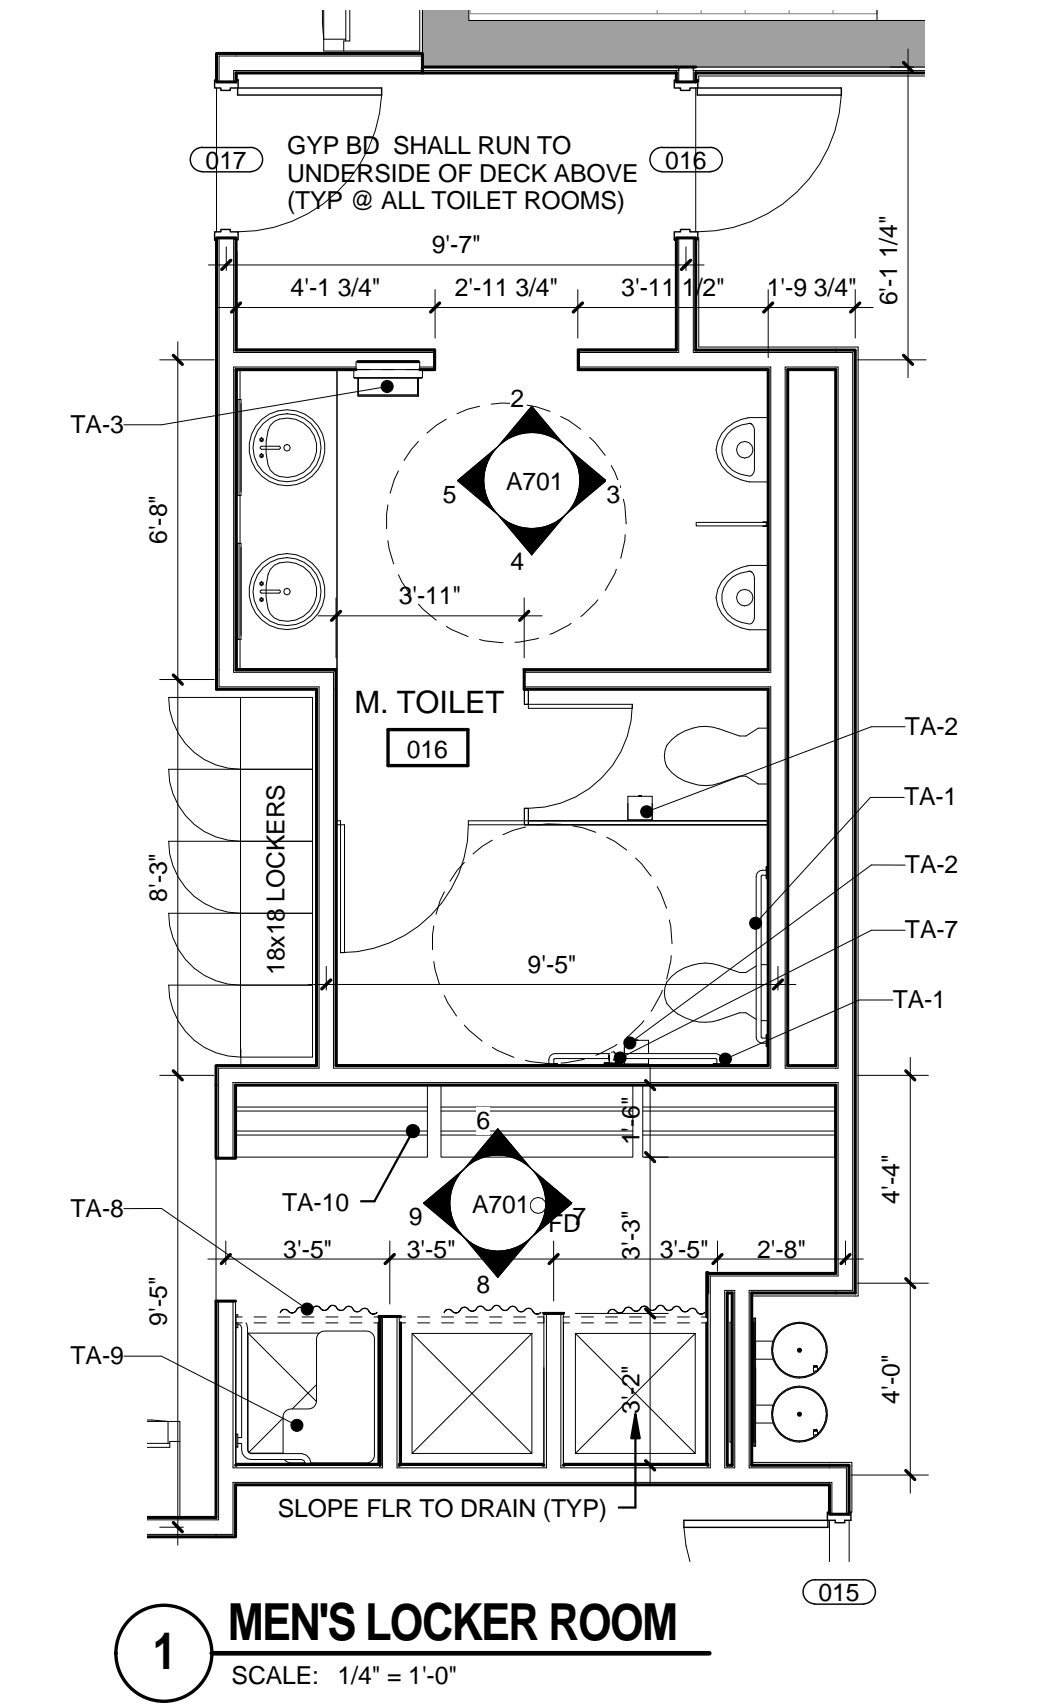 017
GYP BD SHALL RUN TO
UNDERSIDE OF DECK ABOVE
(TYP @ ALL TOILET ROOMS)
016
9'-7"
6'-1 1/4"
4'-1 3/4"
2'-11 3/4"
3'-11 1/2"
1'-9 3/4"
TA-3
2
5
A701
3
4
6'-8"
3'-11"
M. TOILET
016
TA-2
TA-1
TA-2
TA-7
TA-1
18x18 LOCKERS
8'-3"
9'-5"
1'-6"
6
TA-10
A701
9
7
FD
8
TA-8
3'-5"
3'-5"
3'-3"
3'-5"
2'-8"
4'-4"
9'-5"
TA-9
3'-2"
4'-0"
SLOPE FLR TO DRAIN (TYP)
015
1
MEN'S LOCKER ROOM
SCALE: 1/4" = 1'-0"